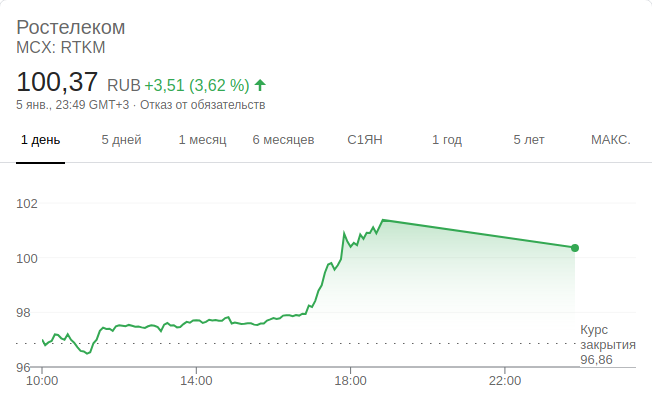 Ростелеком
MCX: RTKM
100,37 RUB +3,51 (3,62 %)
5 янв., 23:49 GMT+3 · Отказ от обязательств
1 день 5 дней 1 месяц 6 месяцев С1ЯН 1 год 5 лет МАКС.
102
100
98
96
Курс
закрытия
96,86
10:00 14:00 18:00 22:00